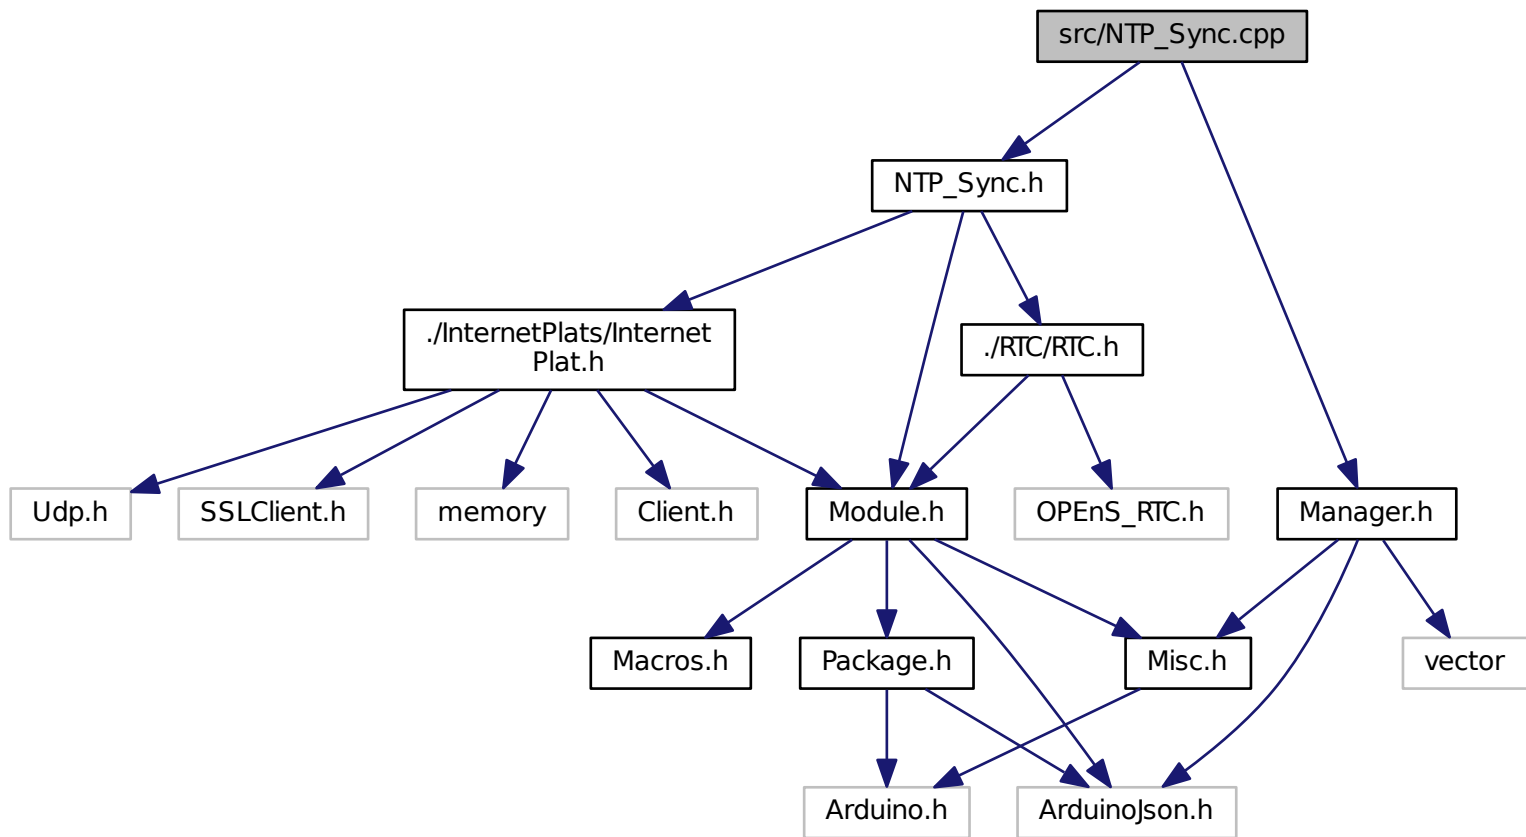 src/NTP_Sync.cpp
NTP_Sync.h
./InternetPlats/Internet
Plat.h
./RTC/RTC.h
Udp.h
SSLClient.h
memory
Client.h
Module.h
OPEnS_RTC.h
Manager.h
Macros.h
Package.h
Misc.h
vector
Arduino.h
ArduinoJson.h